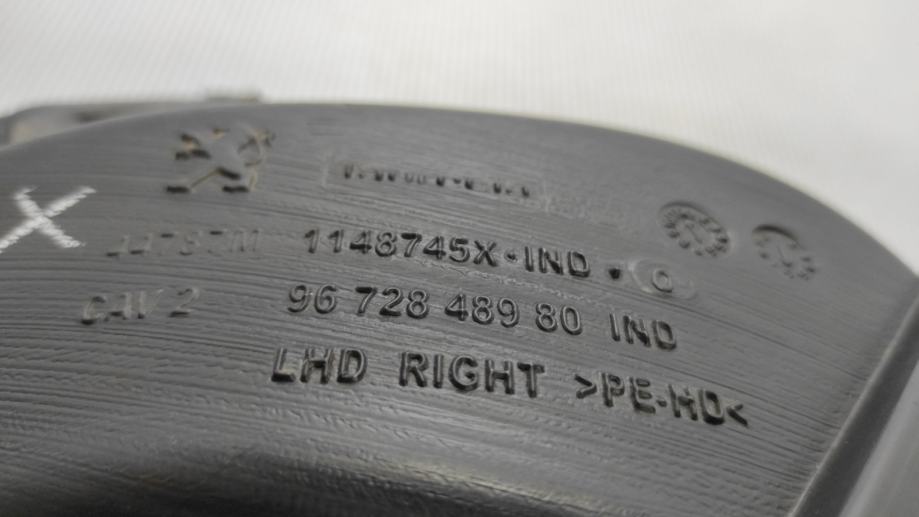 1148745X-IND
96 728 489 80 IND
CAV 2
LHD RIGHT >PE-HD<